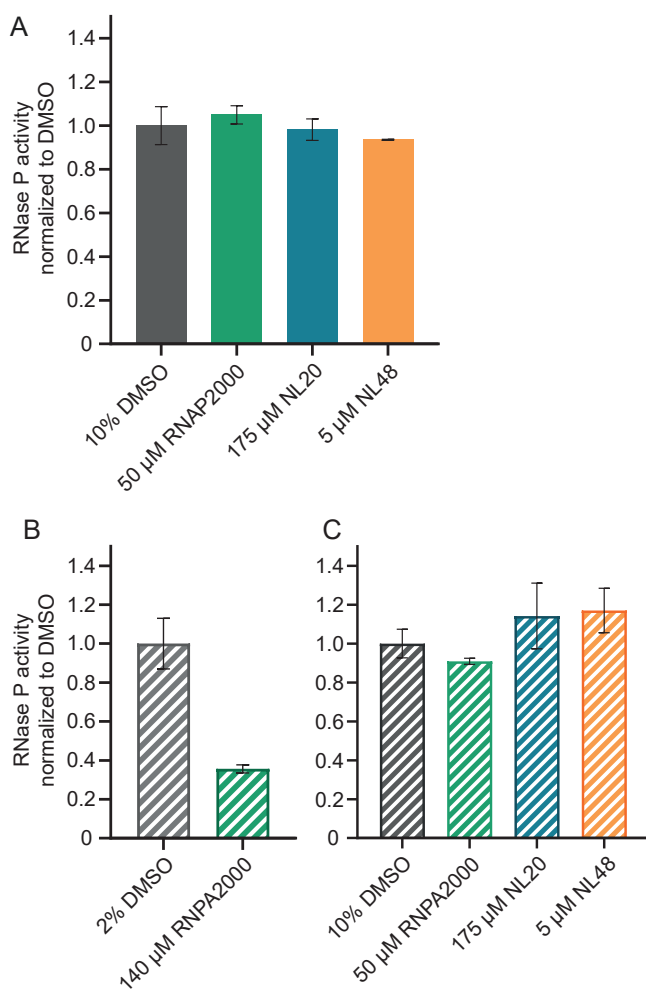 A
RNase P activity
normalized to DMSO
1.4
1.2
1.0
0.8
0.6
0.4
0.2
0
10% DMSO
50 µM RNAP2000
175 µM NL20
5 µM NL48
B
RNase P activity
normalized to DMSO
1.4
1.2
1.0
0.8
0.6
0.4
0.2
0
2% DMSO
140 µM RNPA2000
C
1.4
1.2
1.0
0.8
0.6
0.4
0.2
0
10% DMSO
50 µM RNPA2000
175 µM NL20
5 µM NL48